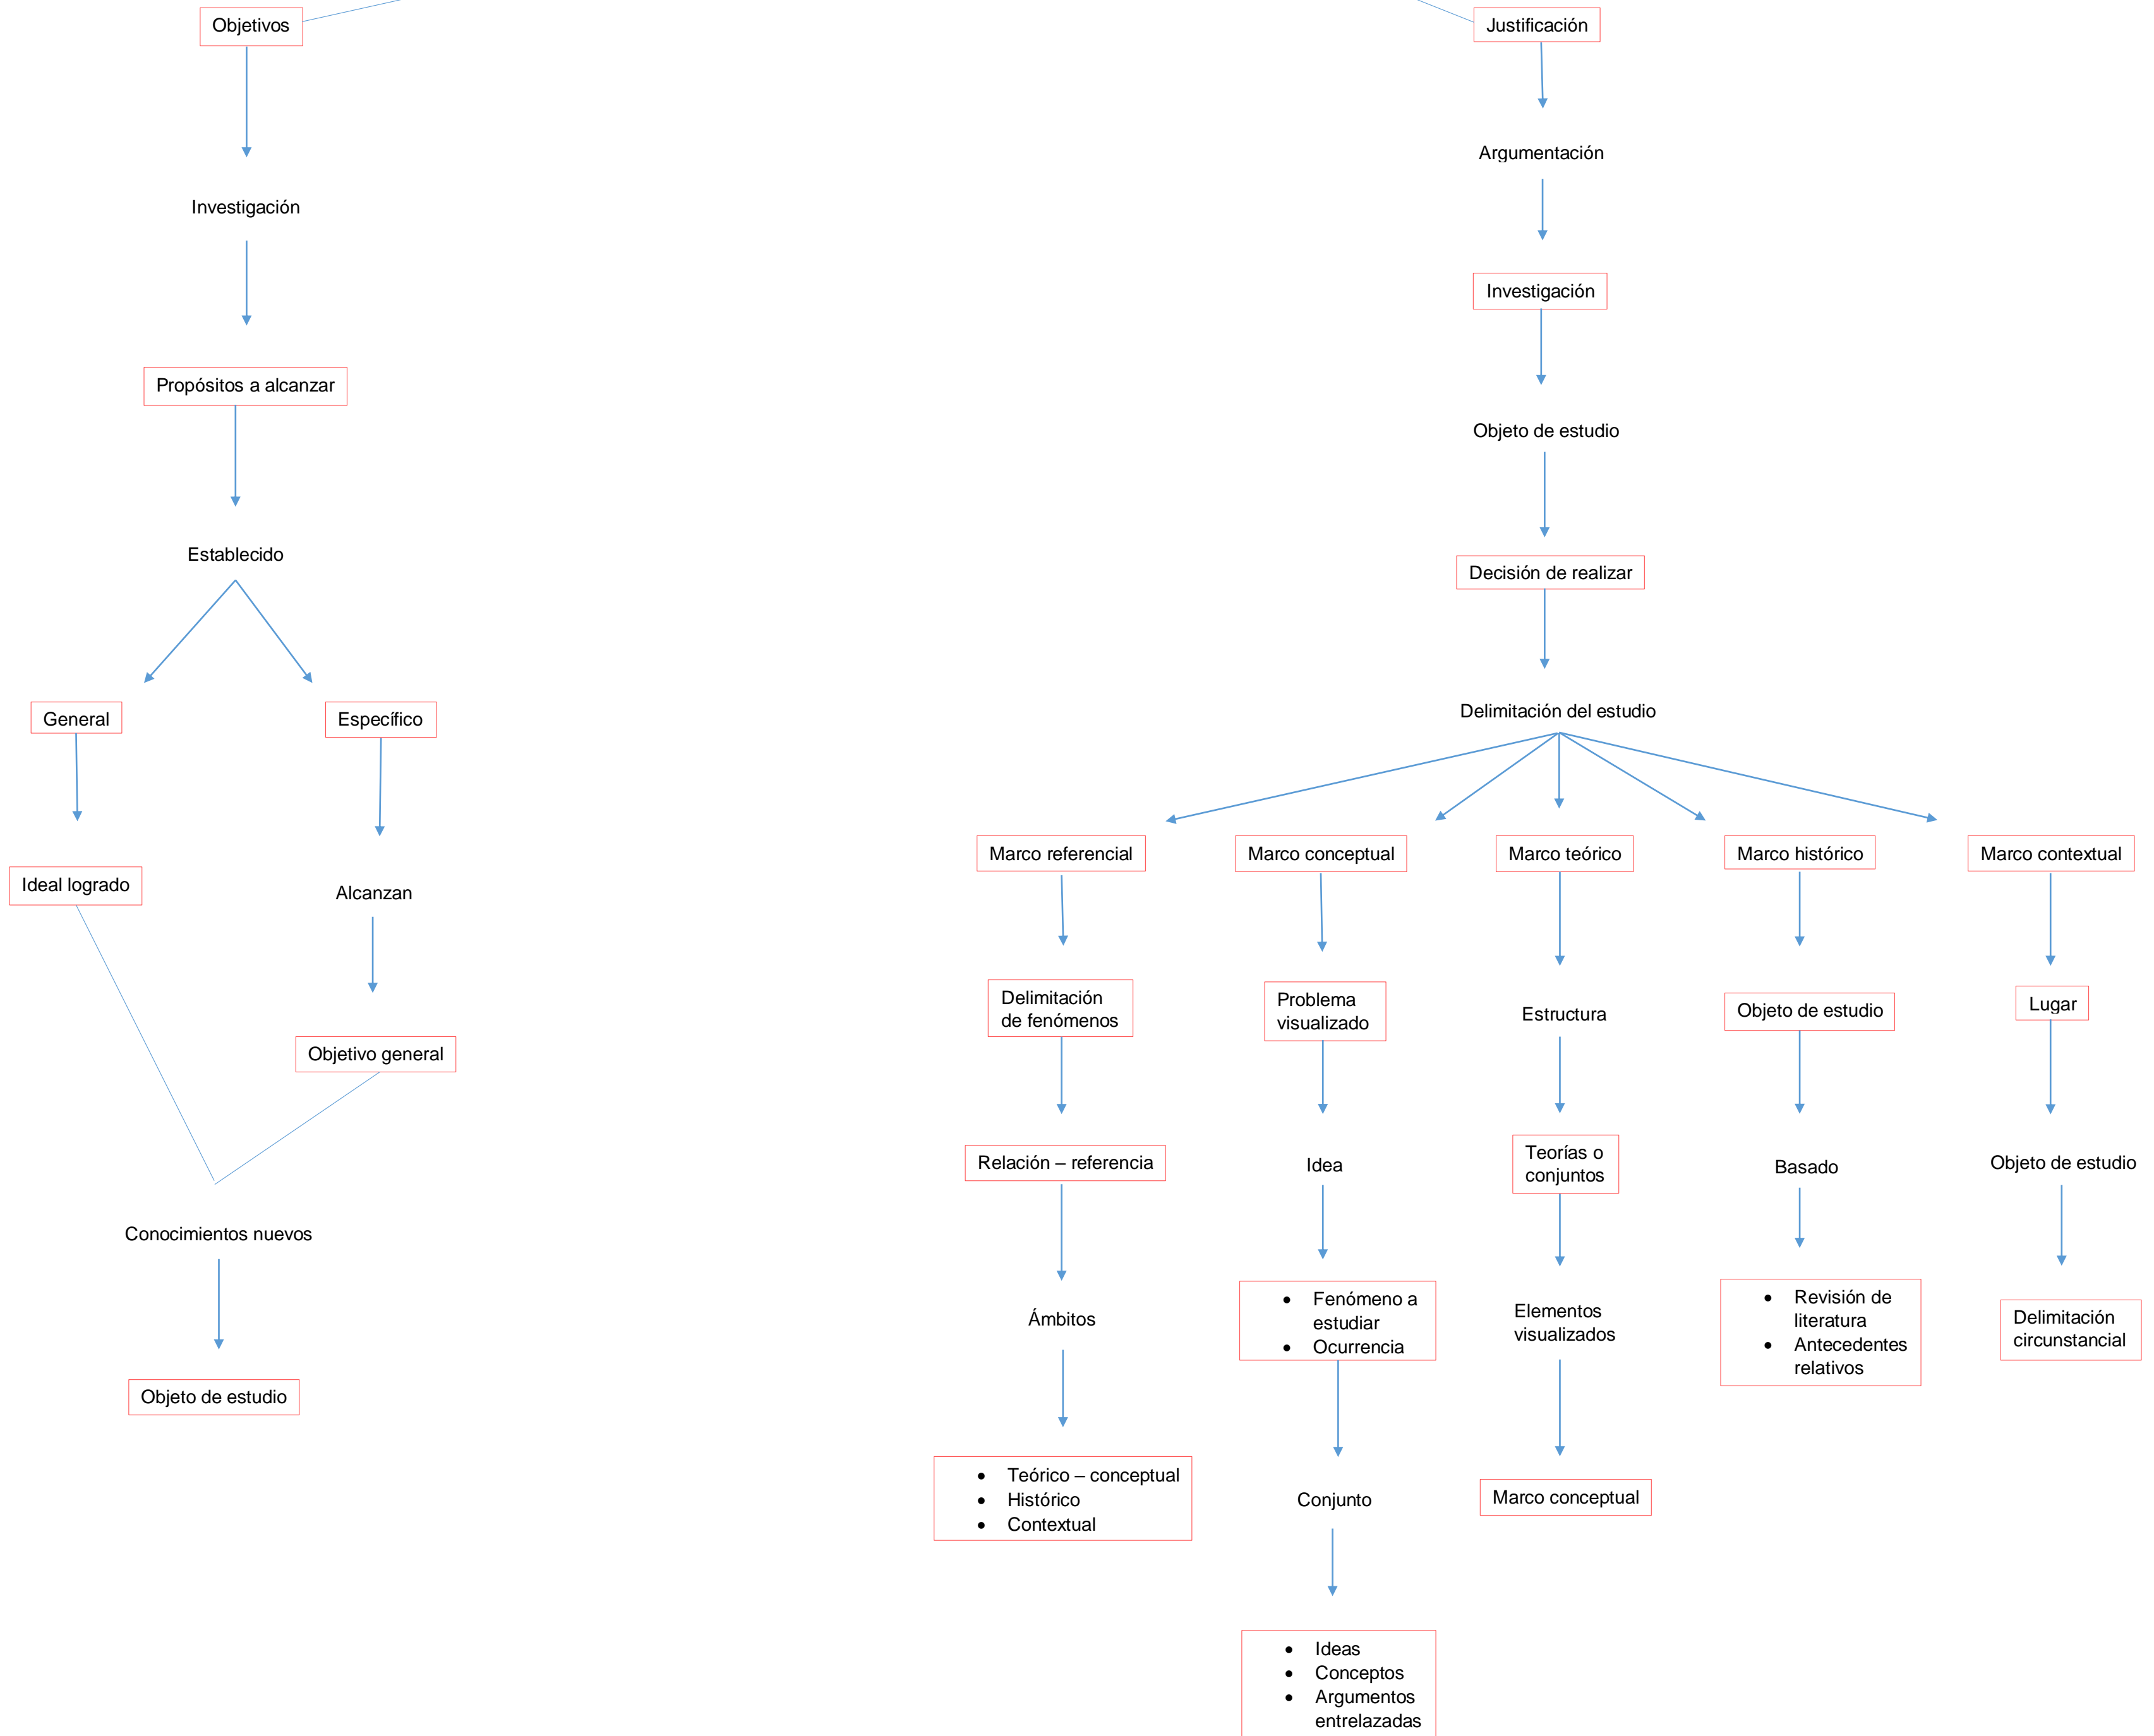 Objetivos
Investigación
Propósitos a alcanzar
Establecido
General
Específico
Ideal logrado
Alcanzan
Objetivo general
Conocimientos nuevos
Objeto de estudio
Justificación
Argumentación
Investigación
Objeto de estudio
Decisión de realizar
Delimitación del estudio
Marco referencial
Delimitación
de fenómenos
Relación – referencia
Ámbitos
• Teórico – conceptual
• Histórico
• Contextual
Marco conceptual
Problema
visualizado
Idea
• Fenómeno a
estudiar
• Ocurrencia
Conjunto
• Ideas
• Conceptos
• Argumentos
entrelazadas
Marco teórico
Estructura
Teorías o
conjuntos
Elementos
visualizados
Marco conceptual
Marco histórico
Objeto de estudio
Basado
• Revisión de
literatura
• Antecedentes
relativos
Marco contextual
Lugar
Objeto de estudio
Delimitación
circunstancial